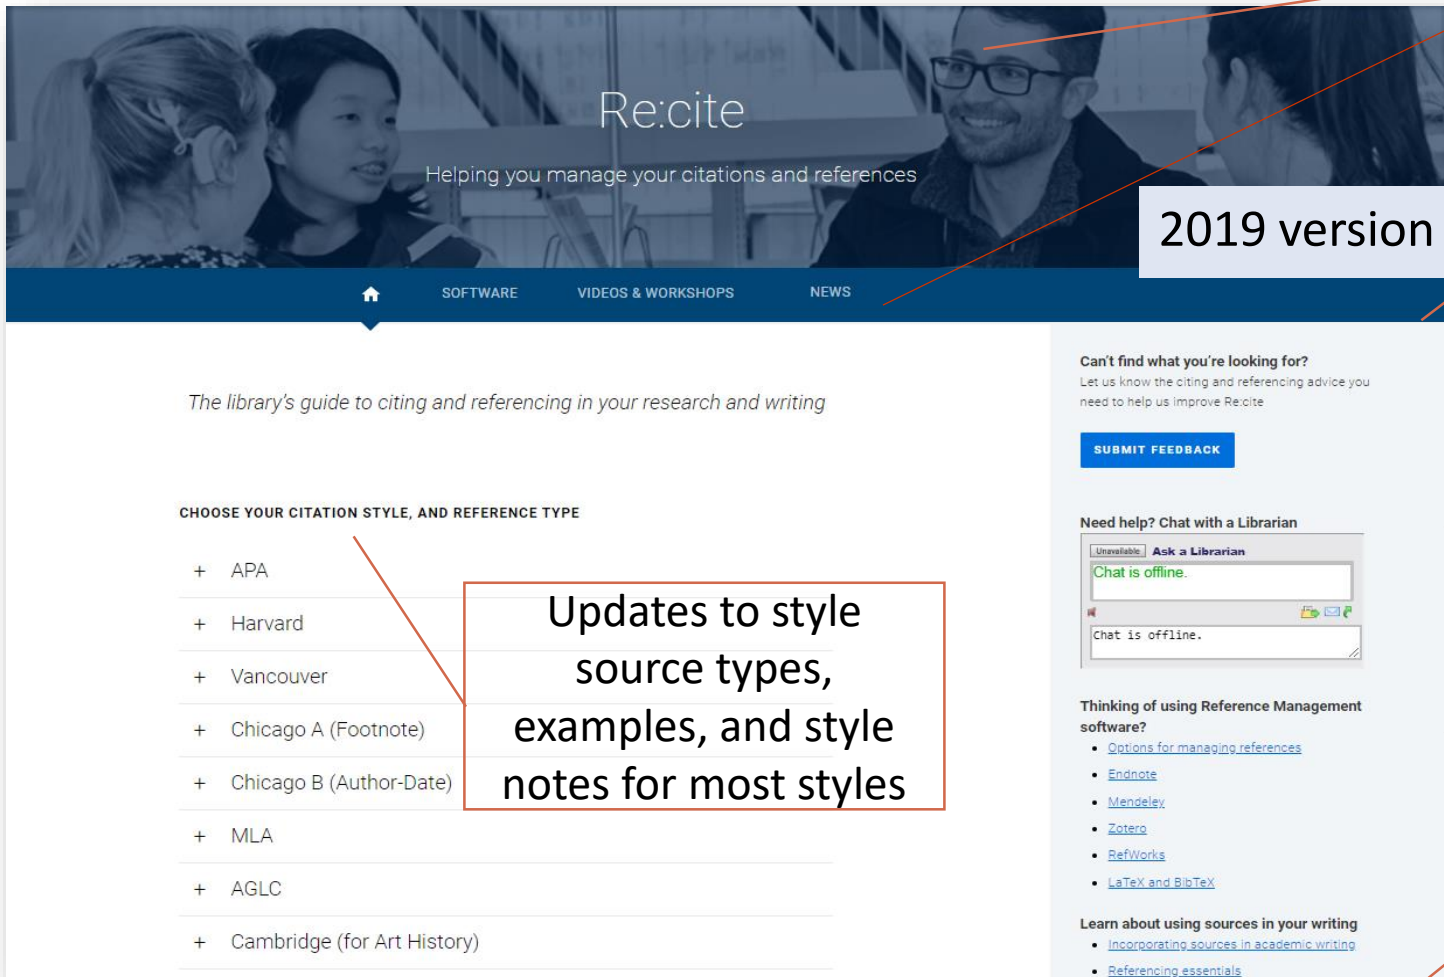 Re:cite
Helping you manage your citations and references
2019 version
SOFTWARE
VIDEOS & WORKSHOPS
NEWS
The library's guide to citing and referencing in your research and writing
CHOOSE YOUR CITATION STYLE, AND REFERENCE TYPE
+ APA
+ Harvard
+ Vancouver
+ Chicago A (Footnote)
+ Chicago B (Author-Date)
+ MLA
+ AGLC
+ Cambridge (for Art History)
Updates to style
source types,
examples, and style
notes for most styles
Can't find what you're looking for?
Let us know the citing and referencing advice you
need to help us improve Re:cite
SUBMIT FEEDBACK
Need help? Chat with a Librarian
Unavailable Ask a Librarian
Chat is offline.
Chat is offline.
Thinking of using Reference Management
software?
• Options for managing references
• Endnote
• Mendeley
• Zotero
• RefWorks
• LaTeX and BibTeX
Learn about using sources in your writing
• Incorporating sources in academic writing
• Referencing essentials